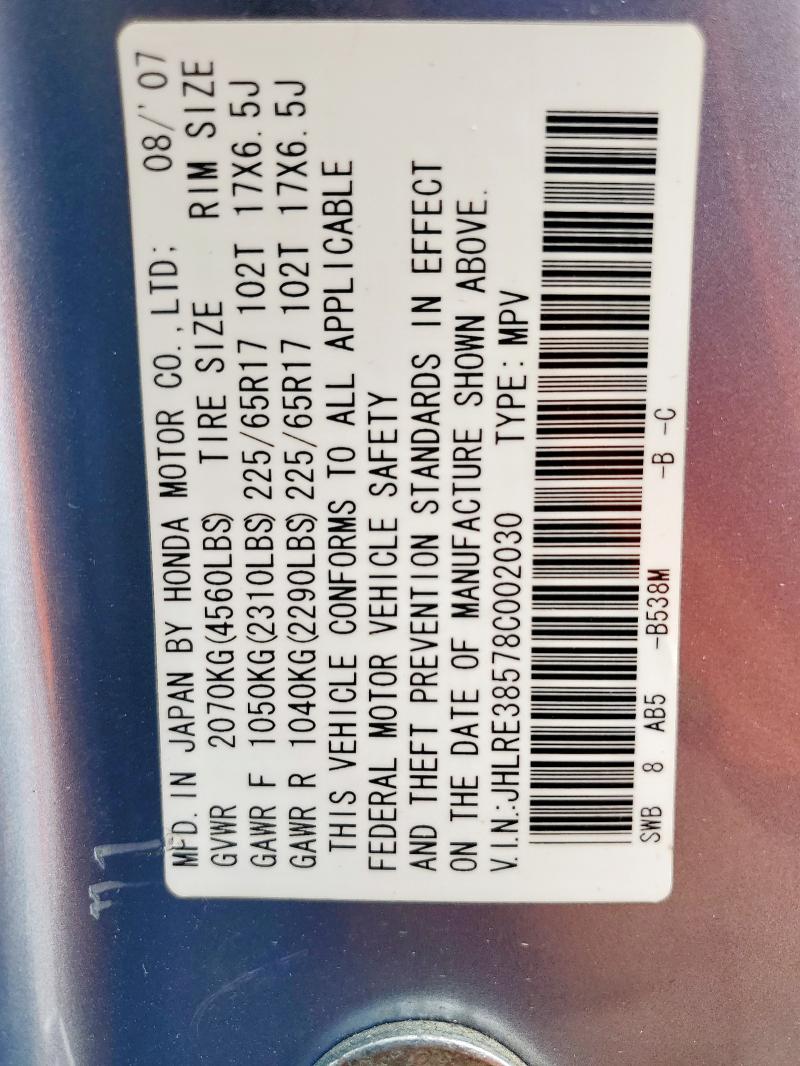 MFD. IN JAPAN BY HONDA MOTOR CO., LTD; 08/'07
GVWR 2070KG(4560LBS) TIRE SIZE RIM SIZE
GAWR F 1050KG(2310LBS) 225/65R17 102T 17X6.5J
GAWR R 1040KG(2290LBS) 225/65R17 102T 17X6.5J
THIS VEHICLE CONFORMS TO ALL APPLICABLE
FEDERAL MOTOR VEHICLE SAFETY
AND THEFT PREVENTION STANDARDS IN EFFECT
ON THE DATE OF MANUFACTURE SHOWN ABOVE.
V.I.N.:JHLRE38578C002030 TYPE: MPV
SWB 8 AB5 -B538M -B -C